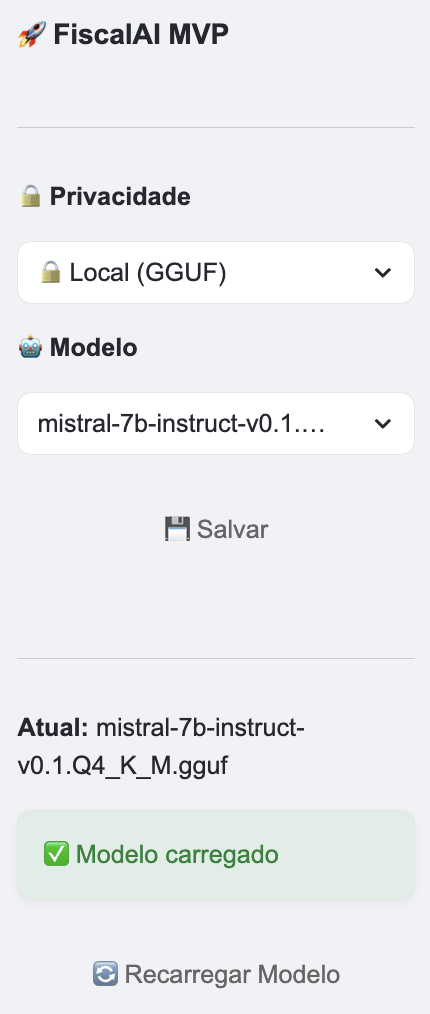 🚀 FiscalAI MVP
🔒 Privacidade
🔒 Local (GGUF)
🤖 Modelo
mistral-7b-instruct-v0.1.…
💾 Salvar
Atual: mistral-7b-instruct-
v0.1.Q4_K_M.gguf
✅ Modelo carregado
🔄 Recarregar Modelo